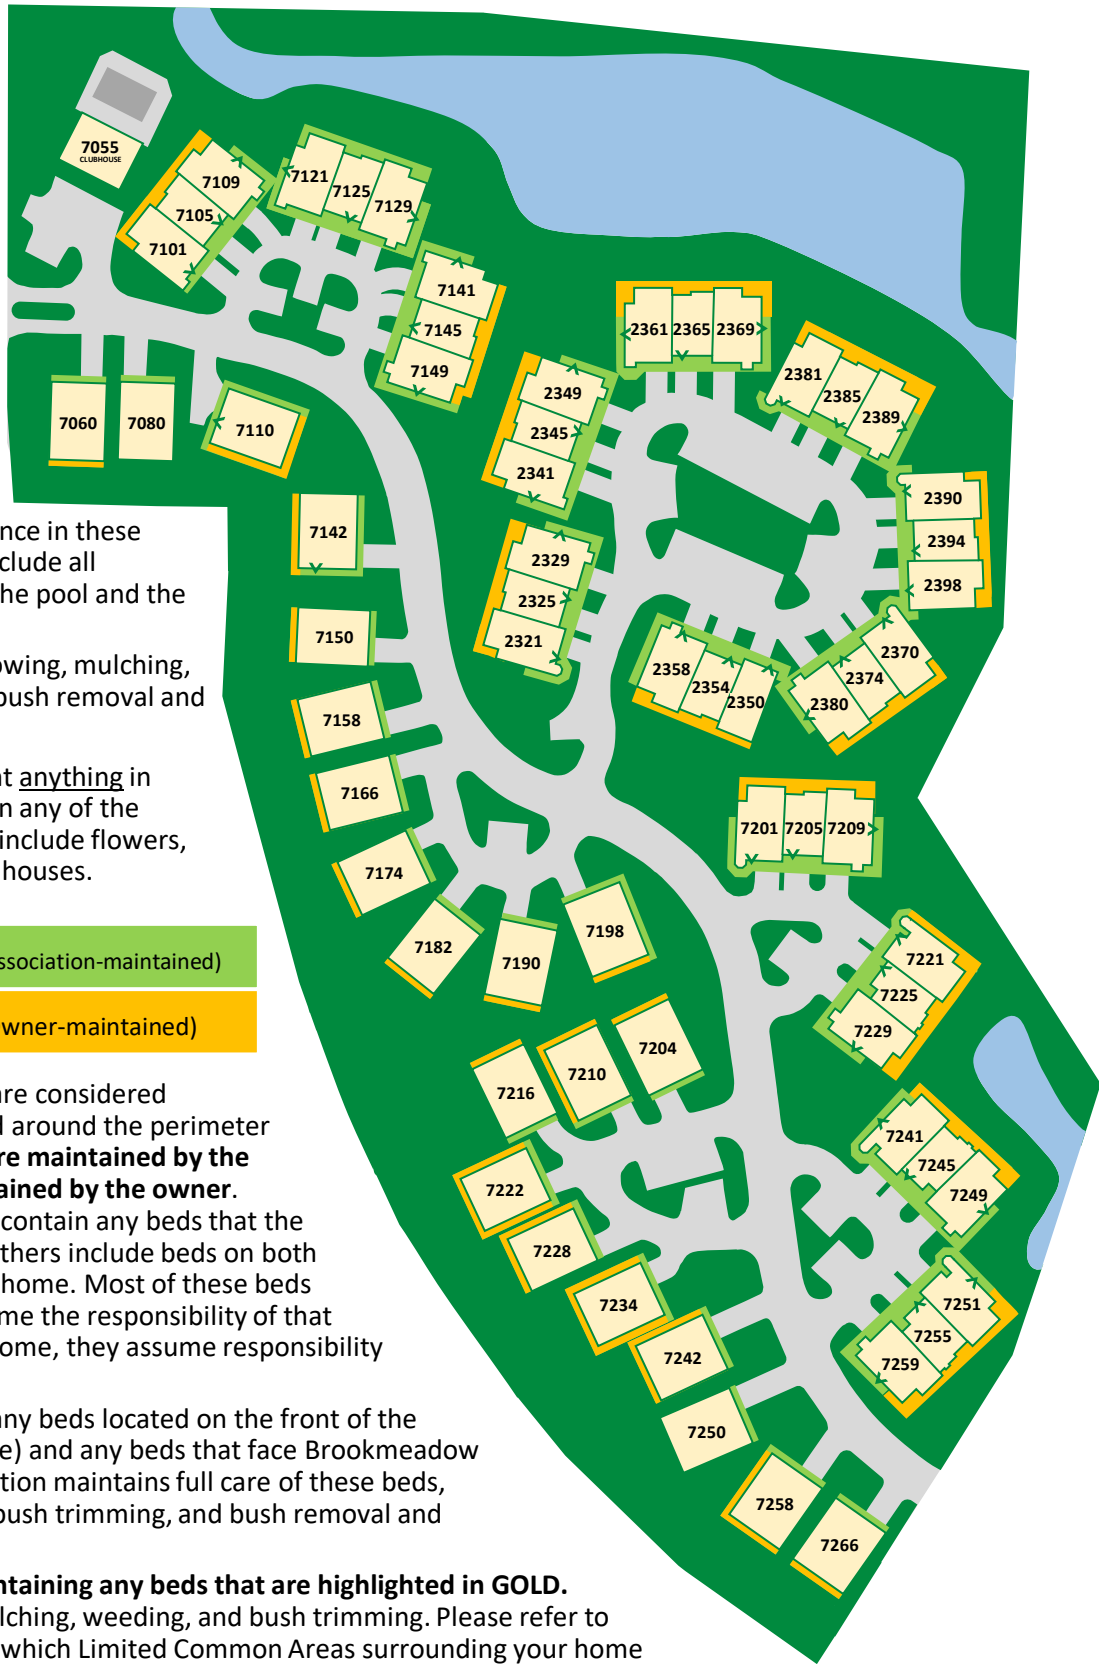 7055
CLUBHOUSE
7109
7105
7101
7121
7125
7129
7141
7145
7149
7060
7080
7110
2361
2365
2369
2381
2385
2389
2349
2345
2341
2390
2394
2398
7142
2329
2325
2321
7150
2370
2374
2380
2358
2354
2350
7158
7166
7174
7182
7190
7198
7201
7205
7209
7221
7225
7229
7204
7210
7216
7222
7228
7234
7242
7250
7258
7266
7241
7245
7249
7251
7255
7259
nce in these
clude all
he pool and the
owing, mulching,
bush removal and
at anything in
n any of the
include flowers,
houses.
ssociation-maintained)
wner-maintained)
are considered
d around the perimeter
re maintained by the
tained by the owner.
contain any beds that the
thers include beds on both
home. Most of these beds
me the responsibility of that
ome, they assume responsibility
any beds located on the front of the
e) and any beds that face Brookmeadow
tion maintains full care of these beds,
bush trimming, and bush removal and
ntaining any beds that are highlighted in GOLD.
lching, weeding, and bush trimming. Please refer to
which Limited Common Areas surrounding your home